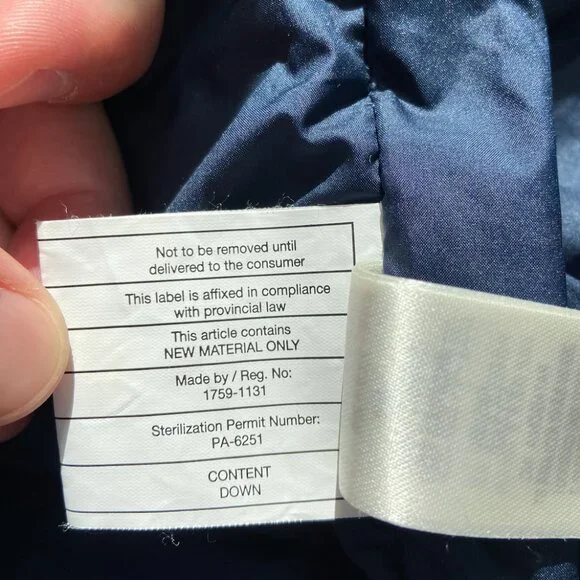 Not to be removed until
delivered to the consumer
This label is affixed in compliance
with provincial law
This article contains
NEW MATERIAL ONLY
Made by / Reg. No:
1759-1131
Sterilization Permit Number:
PA-6251
CONTENT
DOWN